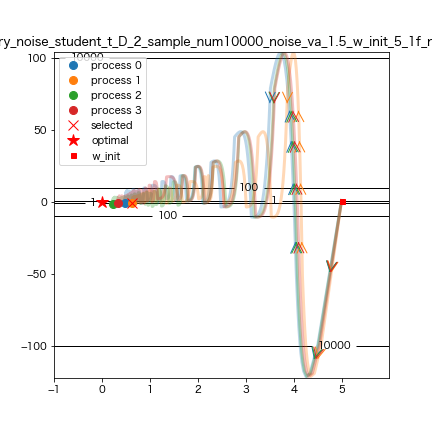 ry_noise_student_t_D_2_sample_num10000_noise_va_1.5_w_init_5_1f_r
10000
100
process 0
process 1
process 2
process 3
selected
optimal
w_init
50
100
1
0
1
100
−50
10000
−100
−1
0
1
2
3
4
5